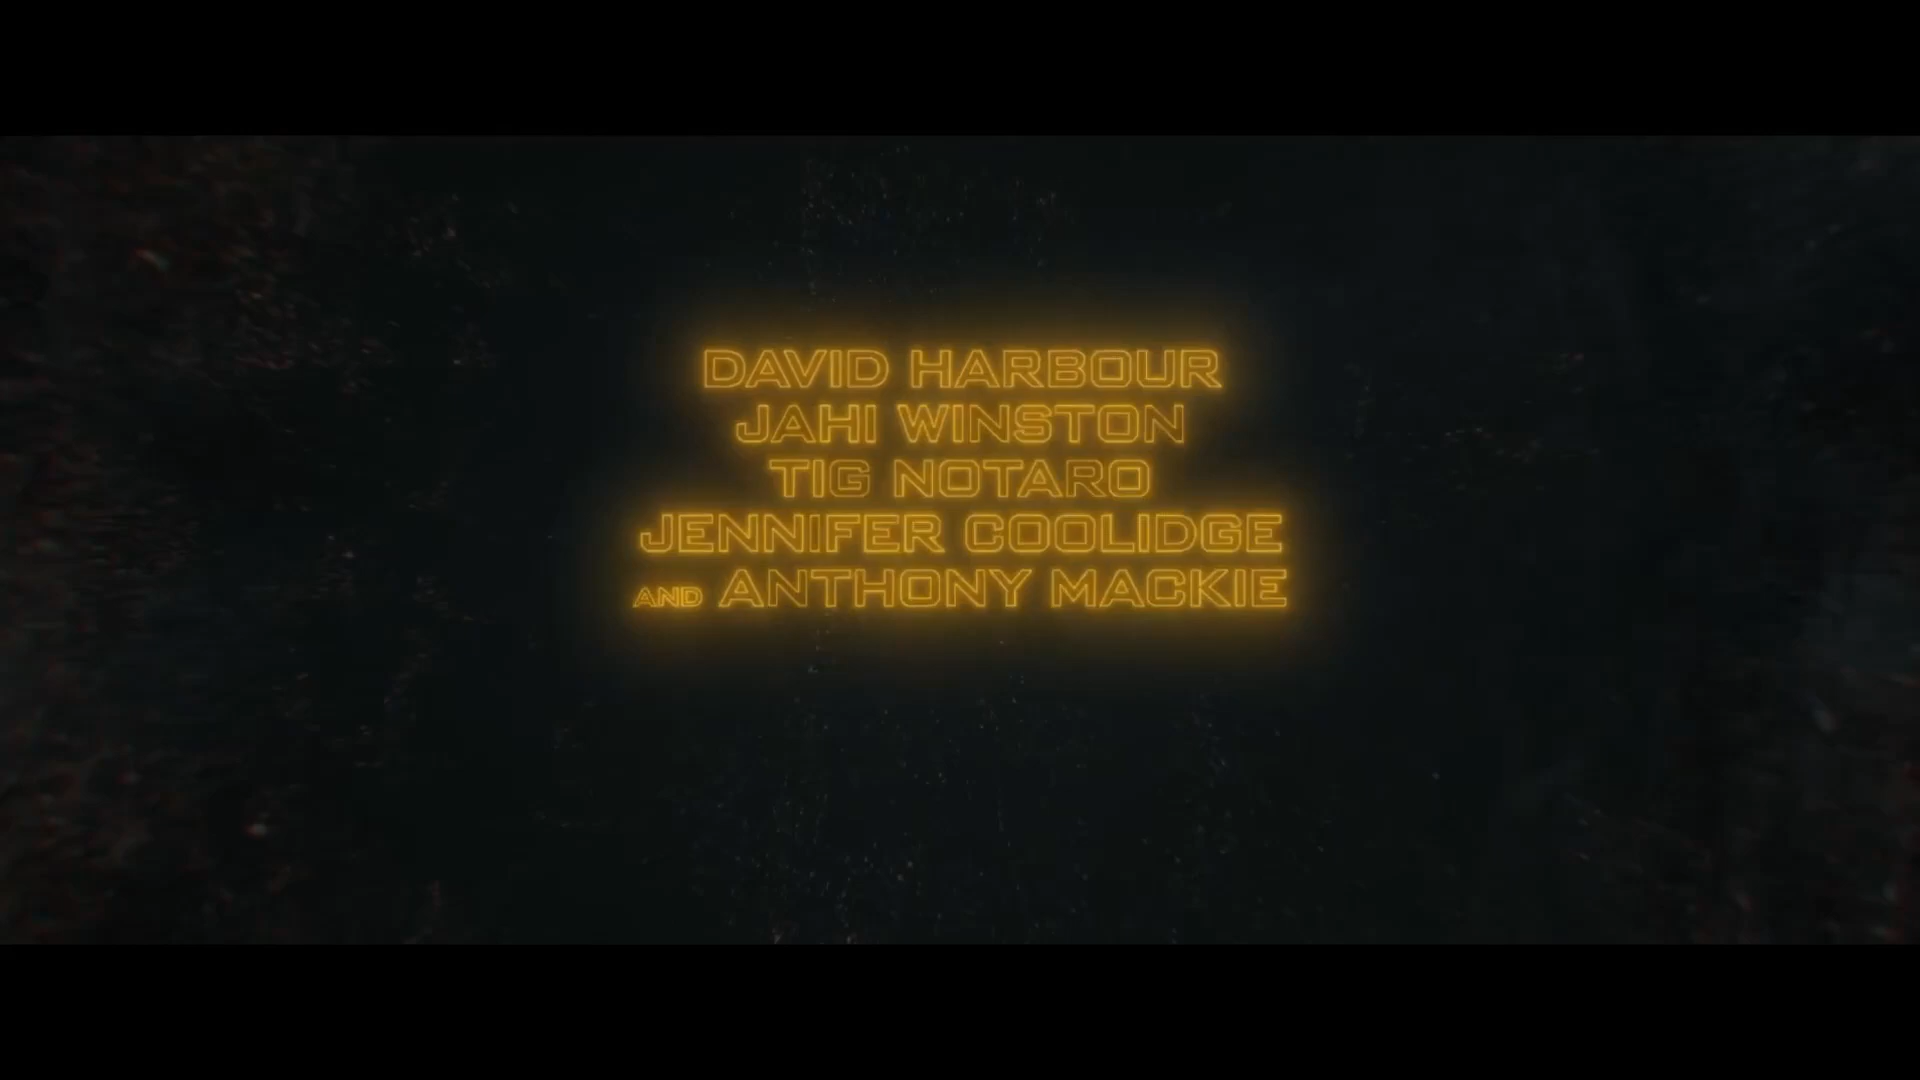 DAVID HARBOUR
JAHI WINSTON
TIG NOTARO
JENNIFER COOLIDGE
AND ANTHONY MACKIE